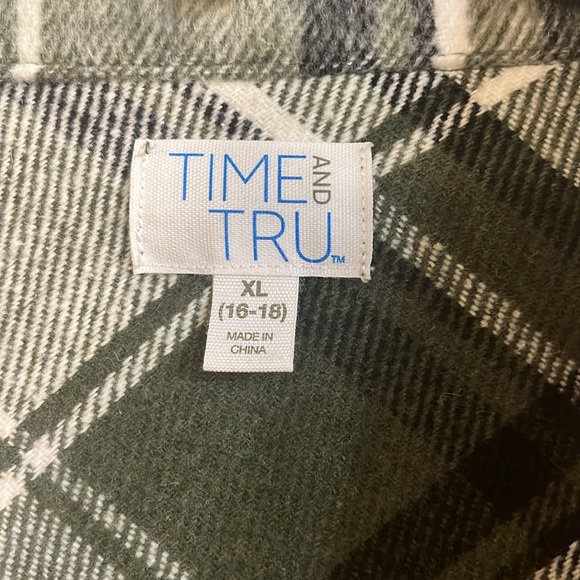 TIME AND
TRU™
XL
(16-18)
MADE IN
CHINA